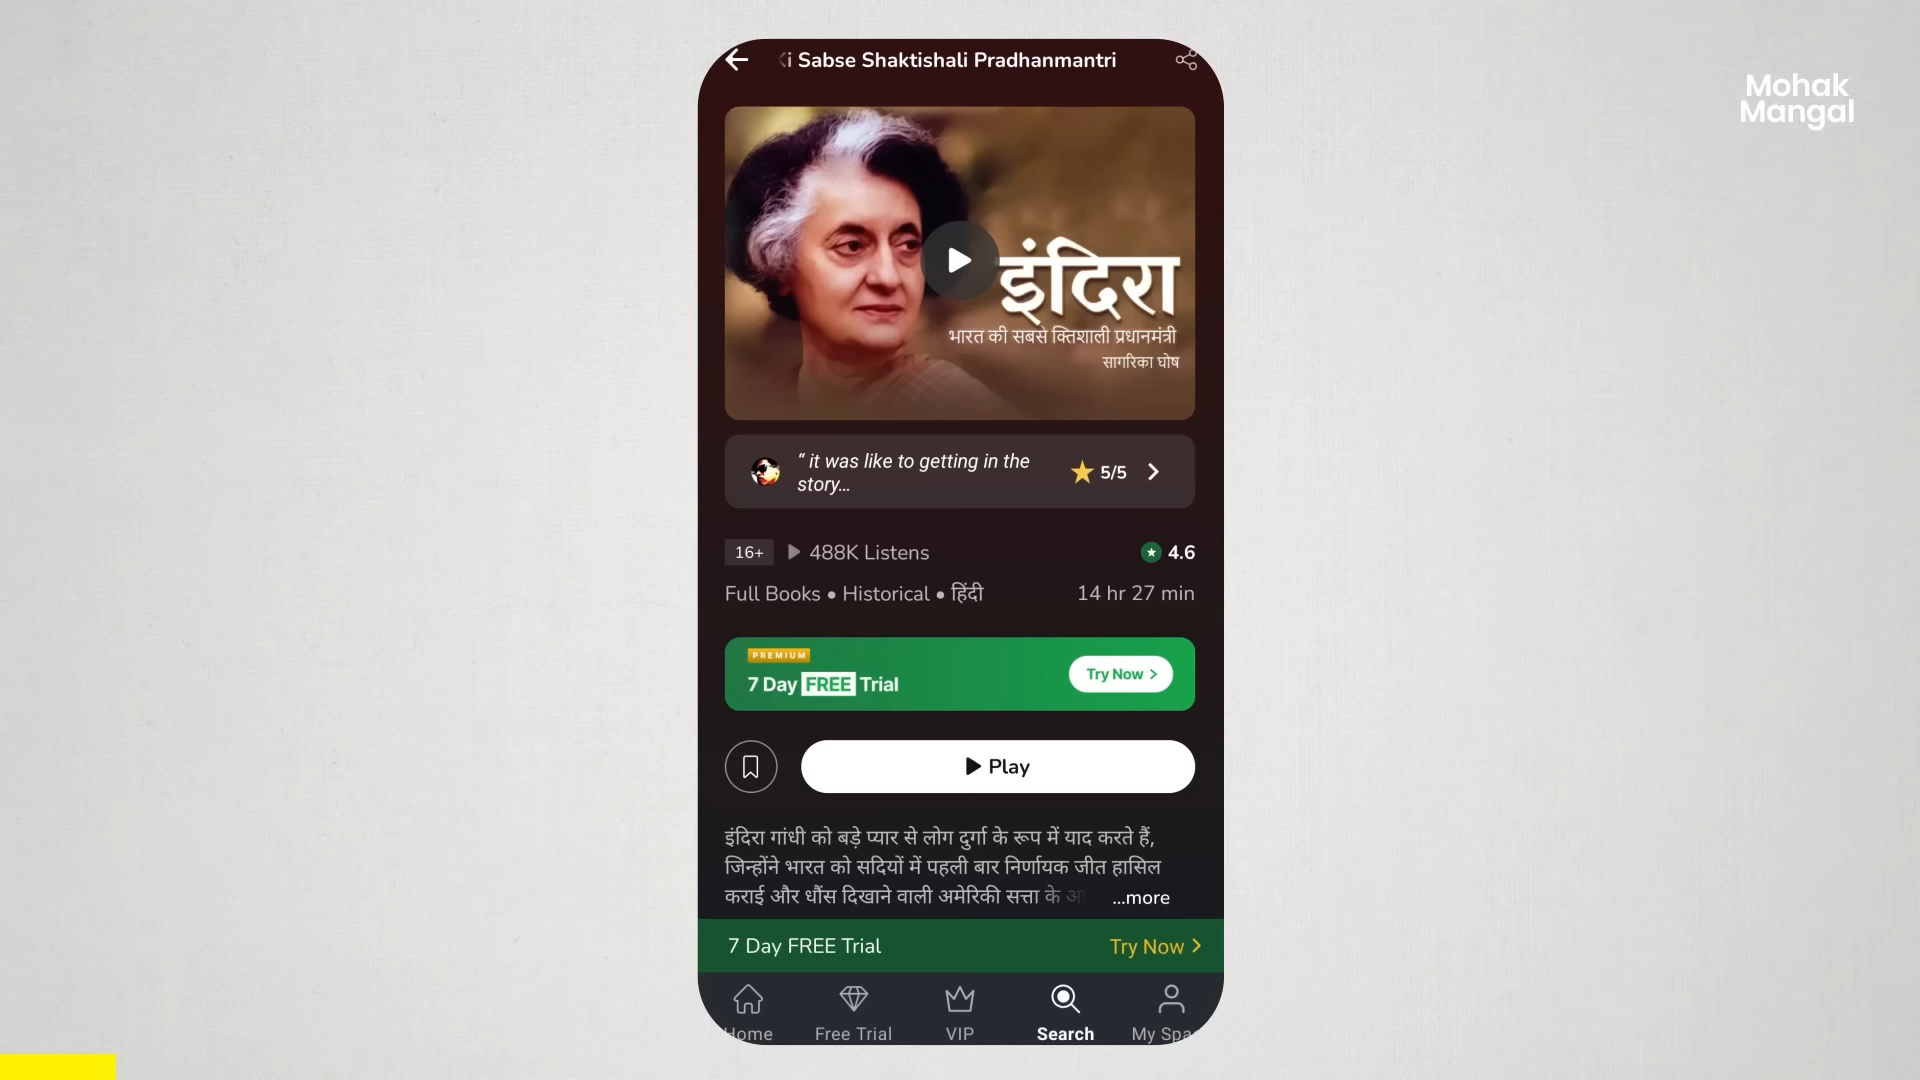 Sabse Shaktishali Pradhanmantri
Mohak
Mangal
इंदिरा
भारत की सबसे क्तिशाली प्रधानमंत्री
सागरिका घोष
“ it was like to getting in the
story...
5/5
16+
488K Listens
4.6
Full Books • Historical • हिंदी
14 hr 27 min
PREMIUM
7 Day FREE Trial
Try Now >
Play
इंदिरा गांधी को बड़े प्यार से लोग दुर्गा के रूप में याद करते हैं,
जिन्होंने भारत को सदियों में पहली बार निर्णायक जीत हासिल
कराई और धौंस दिखाने वाली अमेरिकी सत्ता के
...more
7 Day FREE Trial
Try Now >
Home
Free Trial
VIP
Search
My Spa